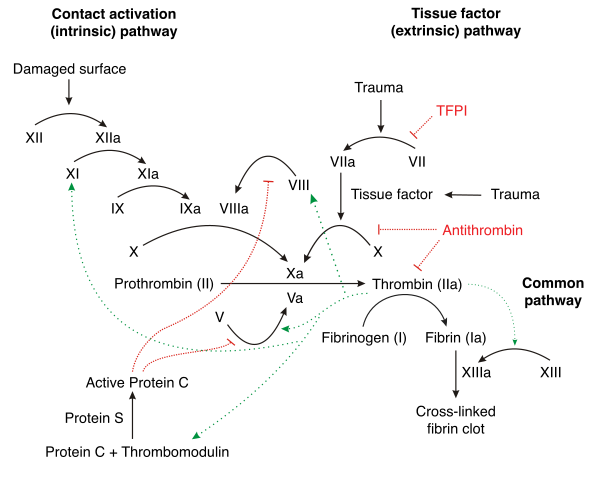 Contact activation
(intrinsic) pathway
Tissue factor
(extrinsic) pathway
Damaged surface
Trauma
TFPI
XII
XIIa
VIIa
VII
XI
XIa
VIII
Tissue factor
Trauma
IX
IXa
VIIIa
Antithrombin
X
X
Xa
Prothrombin (II)
Thrombin (IIa)
Common
pathway
Va
V
Fibrinogen (I)
Fibrin (Ia)
XIIIa
XIII
Active Protein C
Cross-linked
fibrin clot
Protein S
Protein C + Thrombomodulin